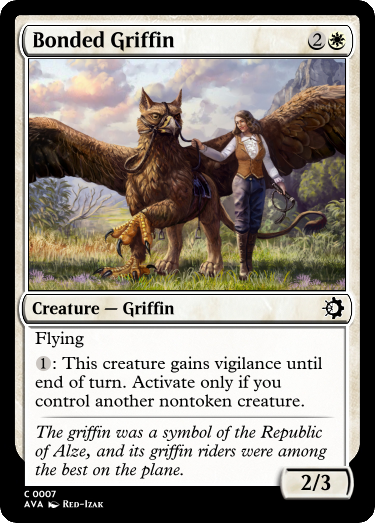 Bonded Griffin 2
Creature — Griffin
Flying
1: This creature gains vigilance until
end of turn. Activate only if you
control another nontoken creature.
The griffin was a symbol of the Republic
of Alze, and its griffin riders were among
the best on the plane.
2/3
C 0007
AVA Red-Izak